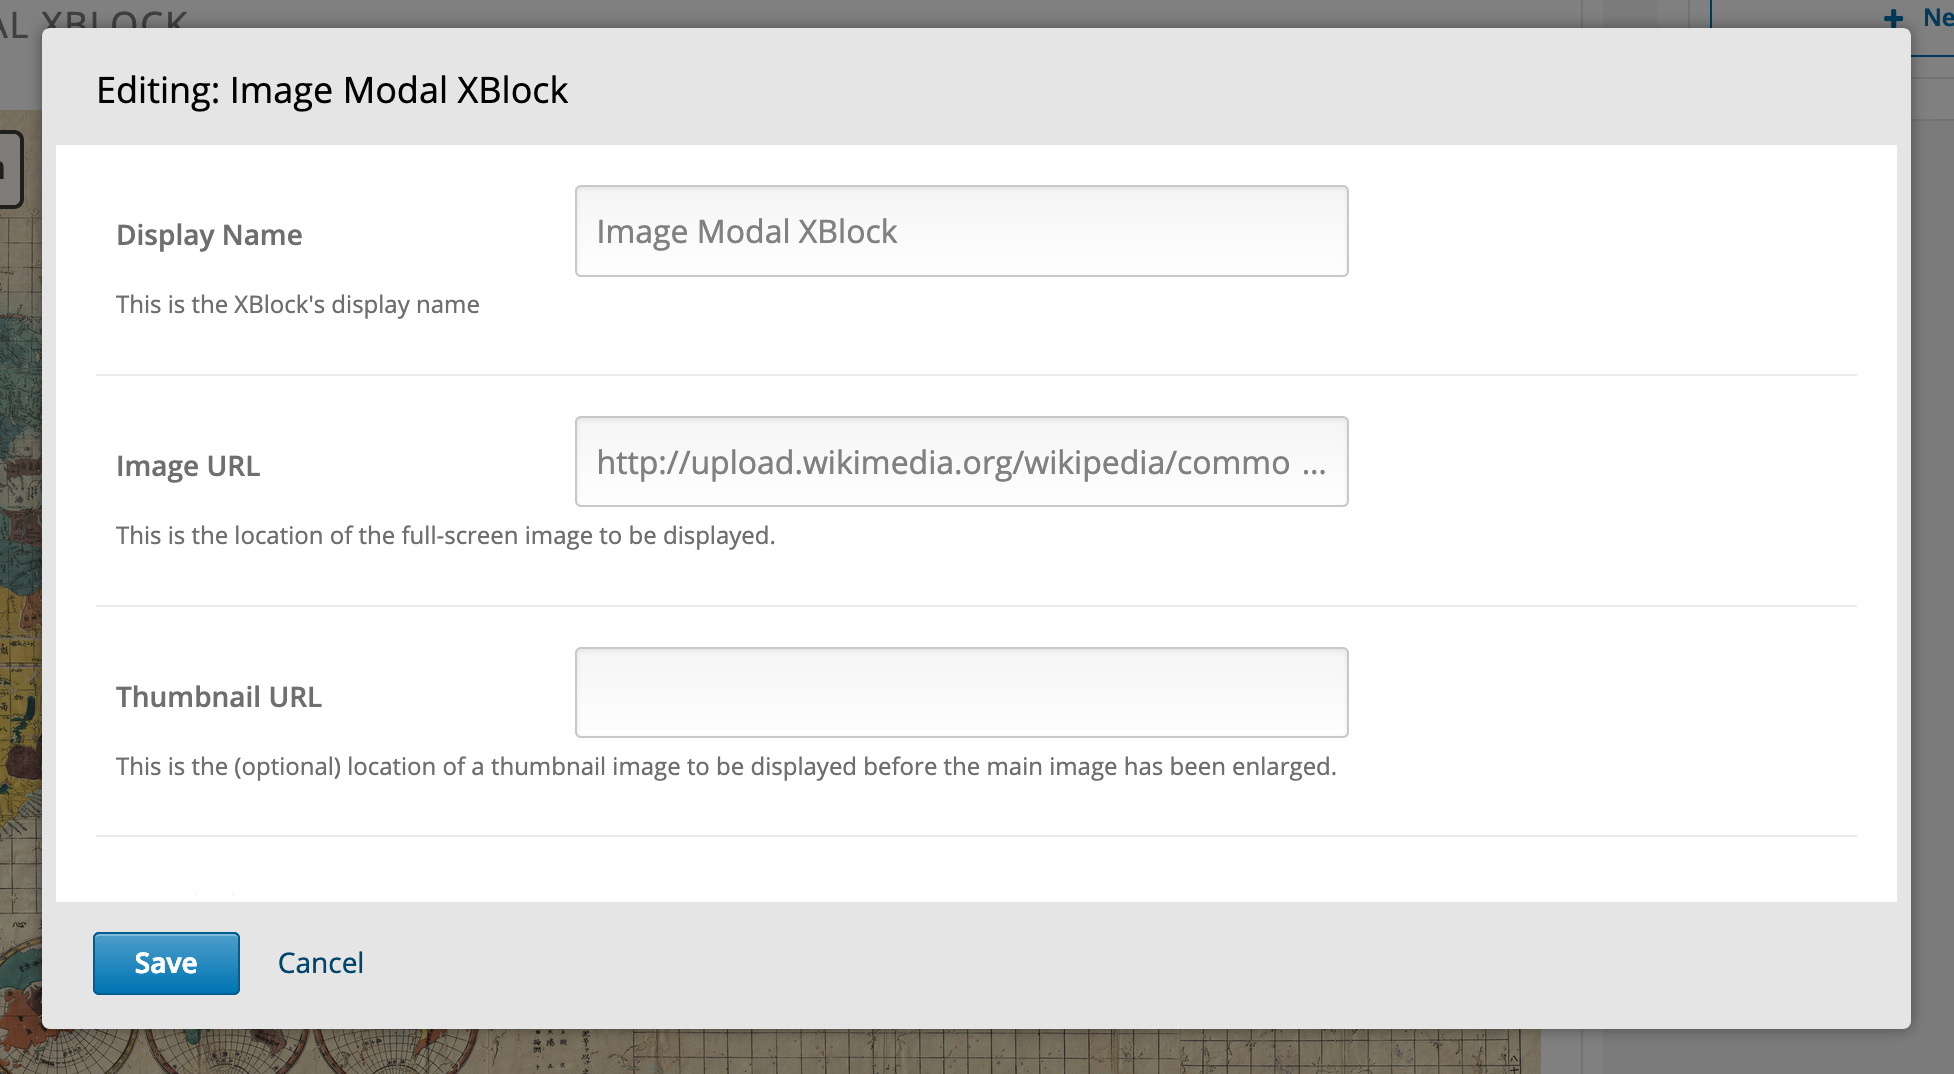 XBLOCK
+ Ne
Editing: Image Modal XBlock
Display Name
Image Modal XBlock
This is the XBlock's display name
Image URL
http://upload.wikimedia.org/wikipedia/commo ...
This is the location of the full-screen image to be displayed.
Thumbnail URL
This is the (optional) location of a thumbnail image to be displayed before the main image has been enlarged.
Save
Cancel